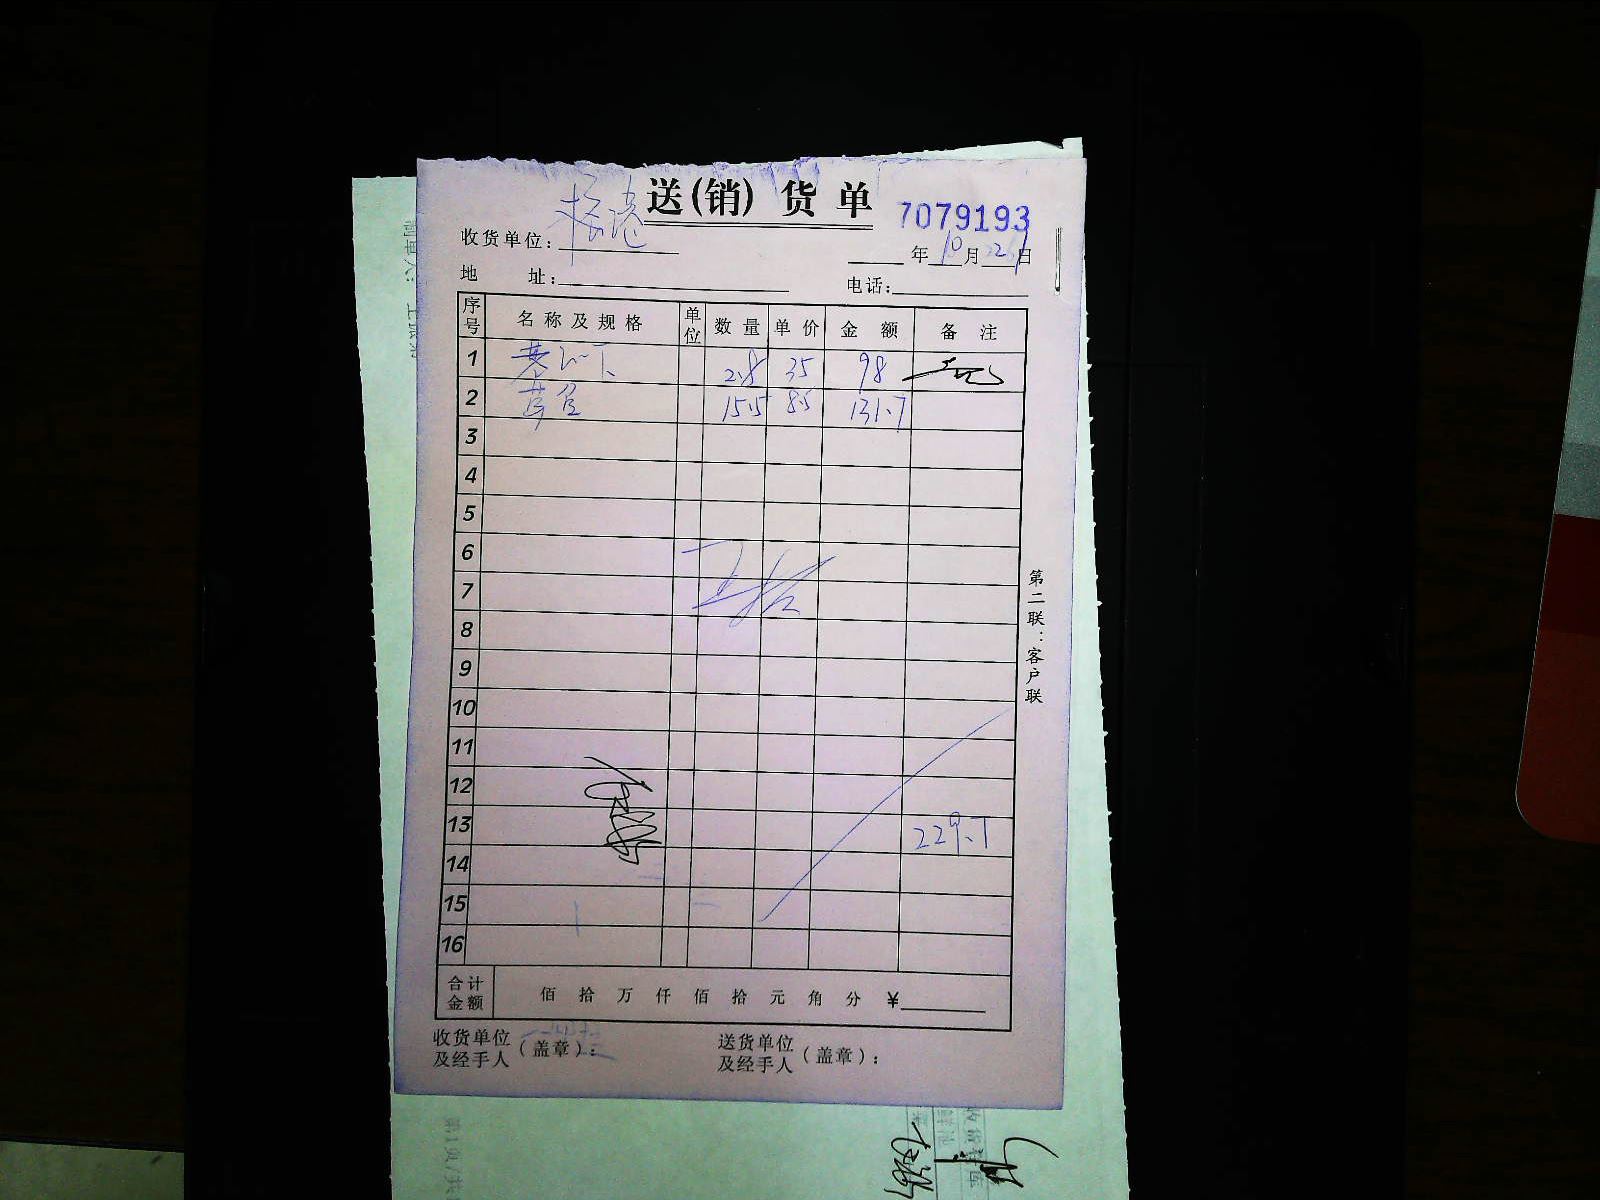 送(销)货单
7079193
收货单位:
年10月22日
地 址: 电话:
序号 名称及规格 单位 数量 单价 金额 备注
1 2.8 35 98
2 15.5 8.5 131.7
3
4
5
6
7
8
9
10
11
12
13 229.7
14
15
16
合计金额 佰 拾 万 仟 佰 拾 元 角 分 ¥
收货单位及经手人(盖章): 送货单位及经手人(盖章):
第二联:客户联